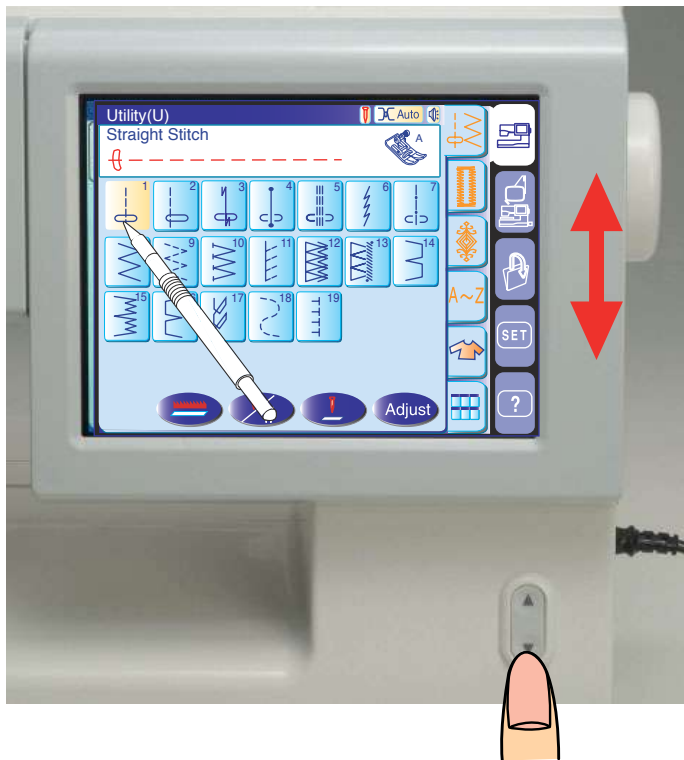 Utility(U) Auto
Straight Stitch A
1 2 3 4 5 6 7
9 10 11 12 13 14
A~Z
15 17 18 19
SET
Adjust ?